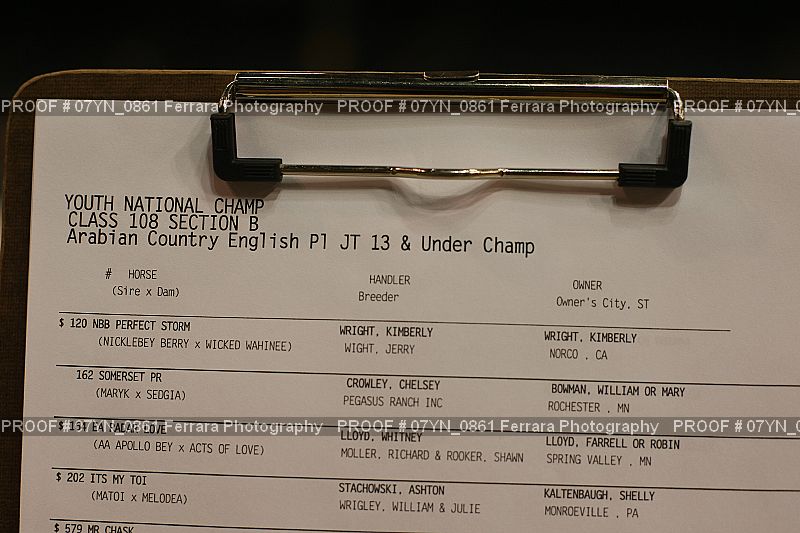 PROOF # 07YN_0861 Ferrara Photography PROOF # 07YN_0861 Ferrara Photography PROOF # 07YN
YOUTH NATIONAL CHAMP
CLASS 108 SECTION B
Arabian Country English Pl JT 13 & Under Champ
# HORSE HANDLER OWNER
(Sire x Dam) Breeder Owner's City, ST
$ 120 NBB PERFECT STORM WRIGHT, KIMBERLY WRIGHT, KIMBERLY
(NICKLEBEY BERRY x WICKED WAHINEE) WIGHT, JERRY NORCO , CA
162 SOMERSET PR CROWLEY, CHELSEY BOWMAN, WILLIAM OR MARY
(MARYK x SEDGIA) PEGASUS RANCH INC ROCHESTER , MN
PROOF # 07YN_0861 Ferrara Photography PROOF # 07YN_0861 Ferrara Photography PROOF # 07YN
$ 134 LOVE LLOYD, WHITNEY LLOYD, FARRELL OR ROBIN
(AA APOLLO BEY x ACTS OF LOVE) MOLLER, RICHARD & ROOKER, SHAWN SPRING VALLEY , MN
$ 202 ITS MY TOI STACHOWSKI, ASHTON KALTENBAUGH, SHELLY
(MATOI x MELODEA) WRIGLEY, WILLIAM & JULIE MONROEVILLE , PA
$ 579 MR CHASK